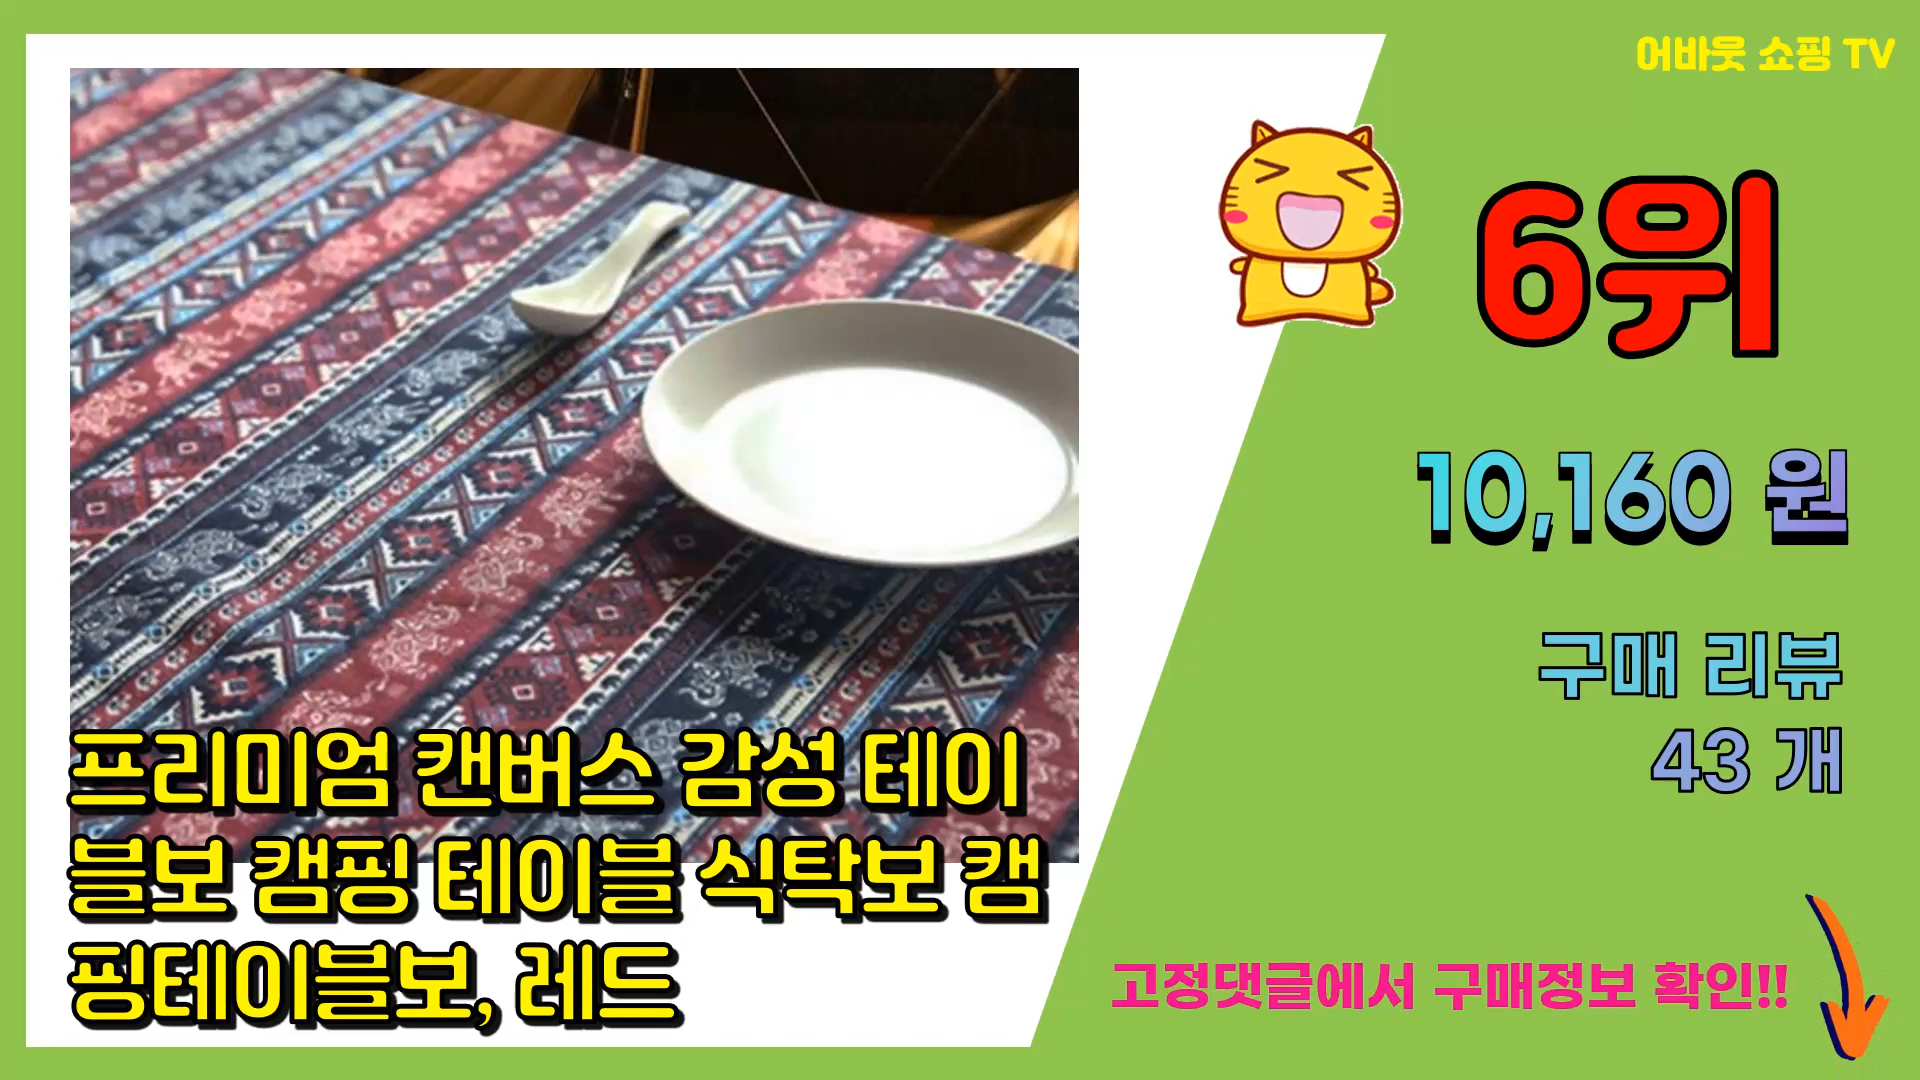 어바웃 쇼핑 TV
6위
10,160 원
구매 리뷰
43 개
프리미엄 캔버스 감성 테이
블보 캠핑 테이블 식탁보 캠
핑테이블보, 레드
고정댓글에서 구매정보 확인!!